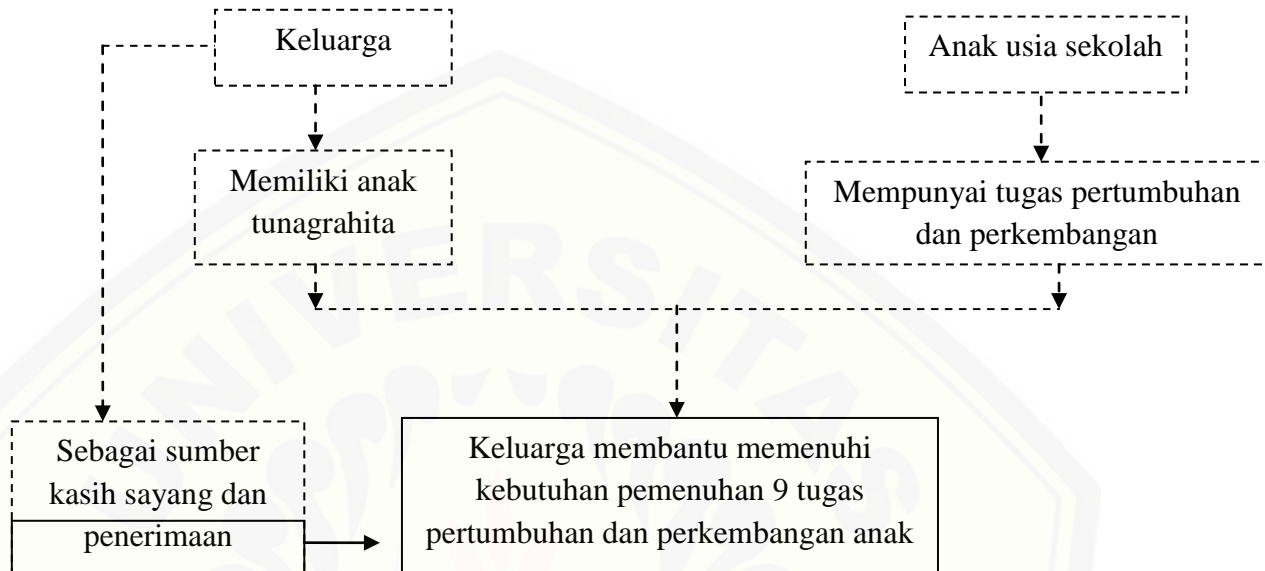 Keluarga
Anak usia sekolah
Memiliki anak
tunagrahita
Mempunyai tugas pertumbuhan
dan perkembangan
Sebagai sumber
kasih sayang dan
penerimaan
Keluarga membantu memenuhi
kebutuhan pemenuhan 9 tugas
pertumbuhan dan perkembangan anak
UNIVERSITAS